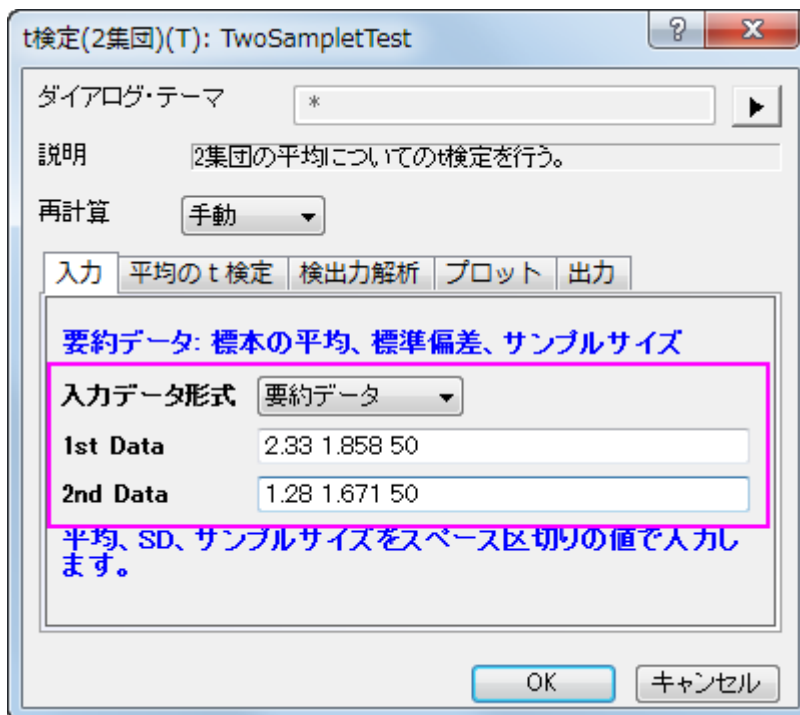 t検定(2集団)(T): TwoSampletTest
ダイアログ・テーマ *
説明 2集団の平均についてのt検定を行う。
再計算 手動
入力 平均のｔ検定 検出力解析 プロット 出力
要約データ: 標本の平均、標準偏差、サンプルサイズ
入力データ形式 要約データ
1st Data 2.33 1.858 50
2nd Data 1.28 1.671 50
平均、SD、サンプルサイズをスペース区切りの値で入力し
ます。
OK キャンセル